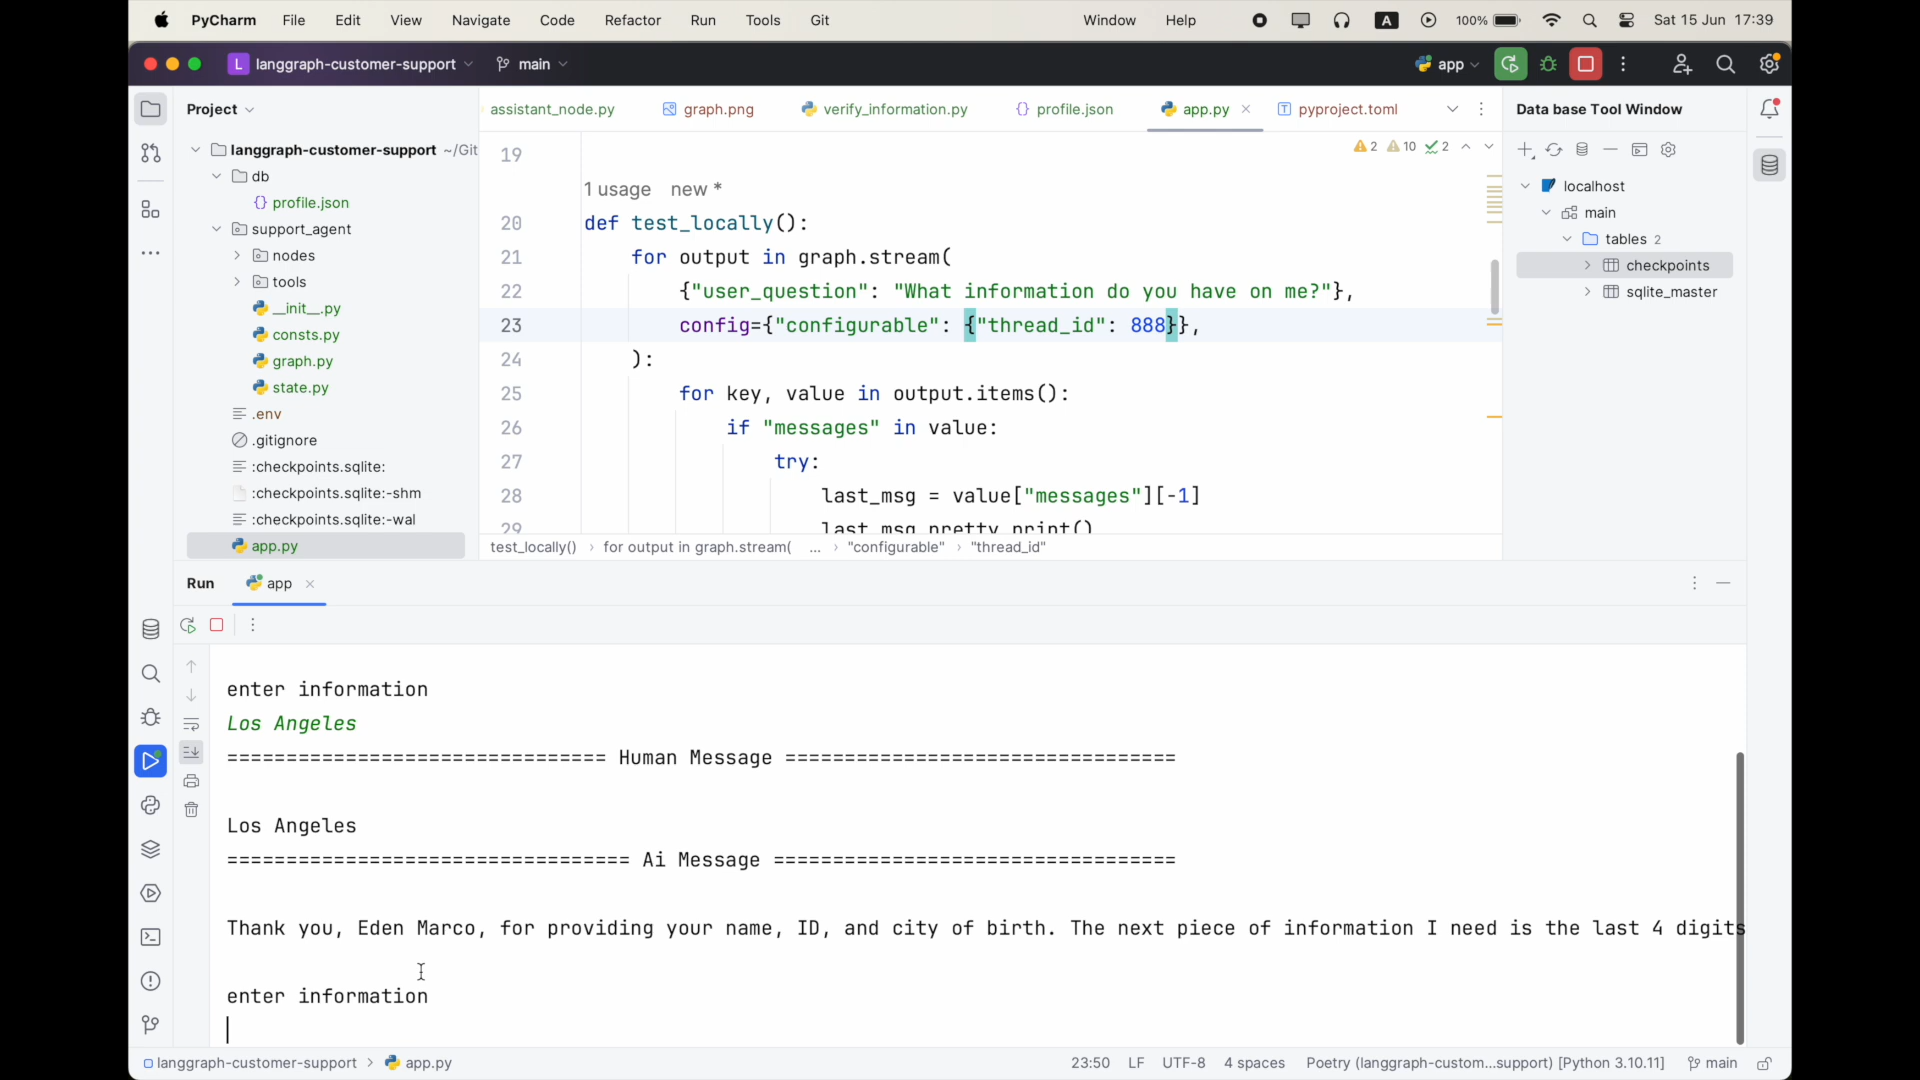 PyCharm File Edit View Navigate Code Refactor Run Tools Git Window Help A 100% Sat 15 Jun 17:39
L langgraph-customer-support main app
Project
assistant_node.py graph.png verify_information.py profile.json app.py pyproject.toml
Data base Tool Window
langgraph-customer-support ~/Git
db
profile.json
support_agent
nodes
tools
__init__.py
consts.py
graph.py
state.py
.env
.gitignore
:checkpoints.sqlite:
:checkpoints.sqlite:-shm
:checkpoints.sqlite:-wal
app.py
2 10 2
19
1 usage new *
20 def test_locally():
21 for output in graph.stream(
22 {"user_question": "What information do you have on me?"},
23 config={"configurable": {"thread_id": 888}},
24 ):
25 for key, value in output.items():
26 if "messages" in value:
27 try:
28 last_msg = value["messages"][-1]
29 last_msg.pretty_print()
test_locally() › for output in graph.stream( ... › "configurable" › "thread_id"
localhost
main
tables 2
checkpoints
sqlite_master
Run app
enter information
Los Angeles
================================ Human Message =================================
Los Angeles
================================== Ai Message ==================================
Thank you, Eden Marco, for providing your name, ID, and city of birth. The next piece of information I need is the last 4 digits
enter information
langgraph-customer-support › app.py 23:50 LF UTF-8 4 spaces Poetry (langgraph-custom...support) [Python 3.10.11] main